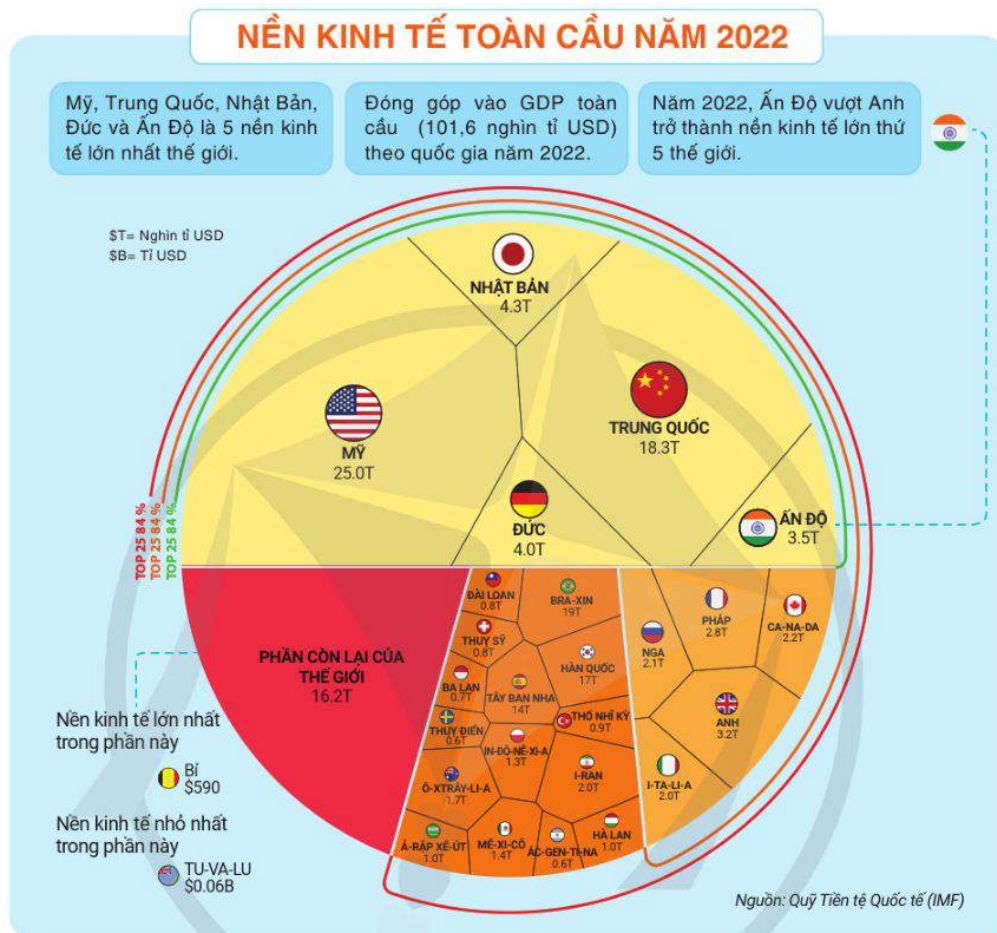 NỀN KINH TẾ TOÀN CẦU NĂM 2022
Mỹ, Trung Quốc, Nhật Bản,
Đức và Ấn Độ là 5 nền kinh
tế lớn nhất thế giới.
Đóng góp vào GDP toàn
cầu (101,6 nghìn tỉ USD)
theo quốc gia năm 2022.
Năm 2022, Ấn Độ vượt Anh
trở thành nền kinh tế lớn thứ
5 thế giới.
$T= Nghìn tỉ USD
$B= Tỉ USD
NHẬT BẢN
4.3T
MỸ
25.0T
TRUNG QUỐC
18.3T
ĐỨC
4.0T
ẤN ĐỘ
3.5T
TOP 25 84 %
TOP 25 84 %
TOP 25 84 %
PHẦN CÒN LẠI CỦA
THẾ GIỚI
16.2T
ĐÀI LOAN
0.8T
BRA-XIN
19T
THỤY SỸ
0.8T
HÀN QUỐC
17T
BA LAN
0.7T
TÂY BAN NHA
14T
THỔ NHĨ KỲ
0.9T
THỤY ĐIỂN
0.6T
IN-ĐÔ-NÊ-XI-A
1.3T
I-RAN
2.0T
Ô-XTRÂY-LI-A
1.7T
Ả-RẬP XÊ-ÚT
1.0T
MÊ-XI-CÔ
1.4T
ÁC-GEN-TI-NA
0.6T
HÀ LAN
1.0T
NGA
2.1T
PHÁP
2.8T
CA-NA-DA
2.2T
ANH
3.2T
I-TA-LI-A
2.0T
Nền kinh tế lớn nhất
trong phần này
Bỉ
$590
Nền kinh tế nhỏ nhất
trong phần này
TU-VA-LU
$0.06B
Nguồn: Quỹ Tiền tệ Quốc tế (IMF)